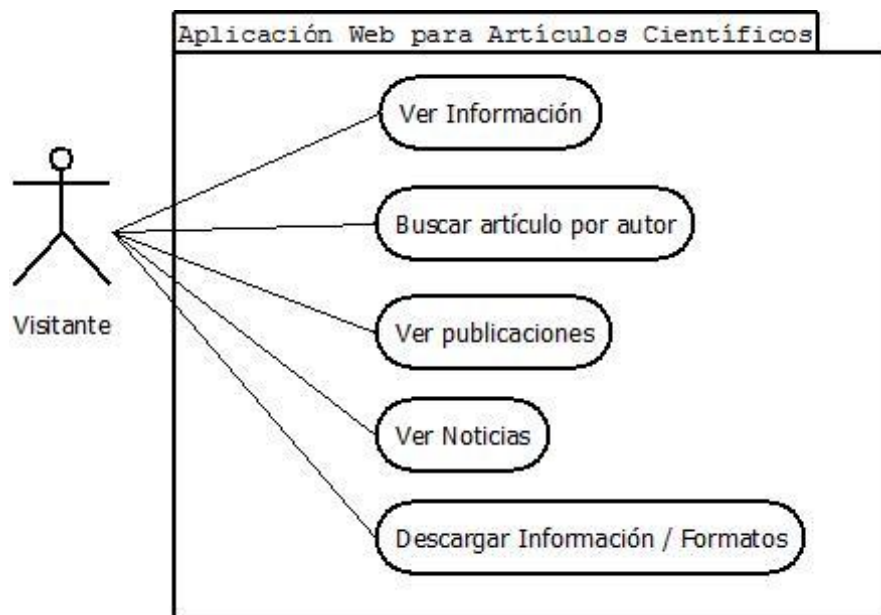 Aplicación Web para Artículos Científicos
Ver Información
Buscar artículo por autor
Visitante
Ver publicaciones
Ver Noticias
Descargar Información / Formatos